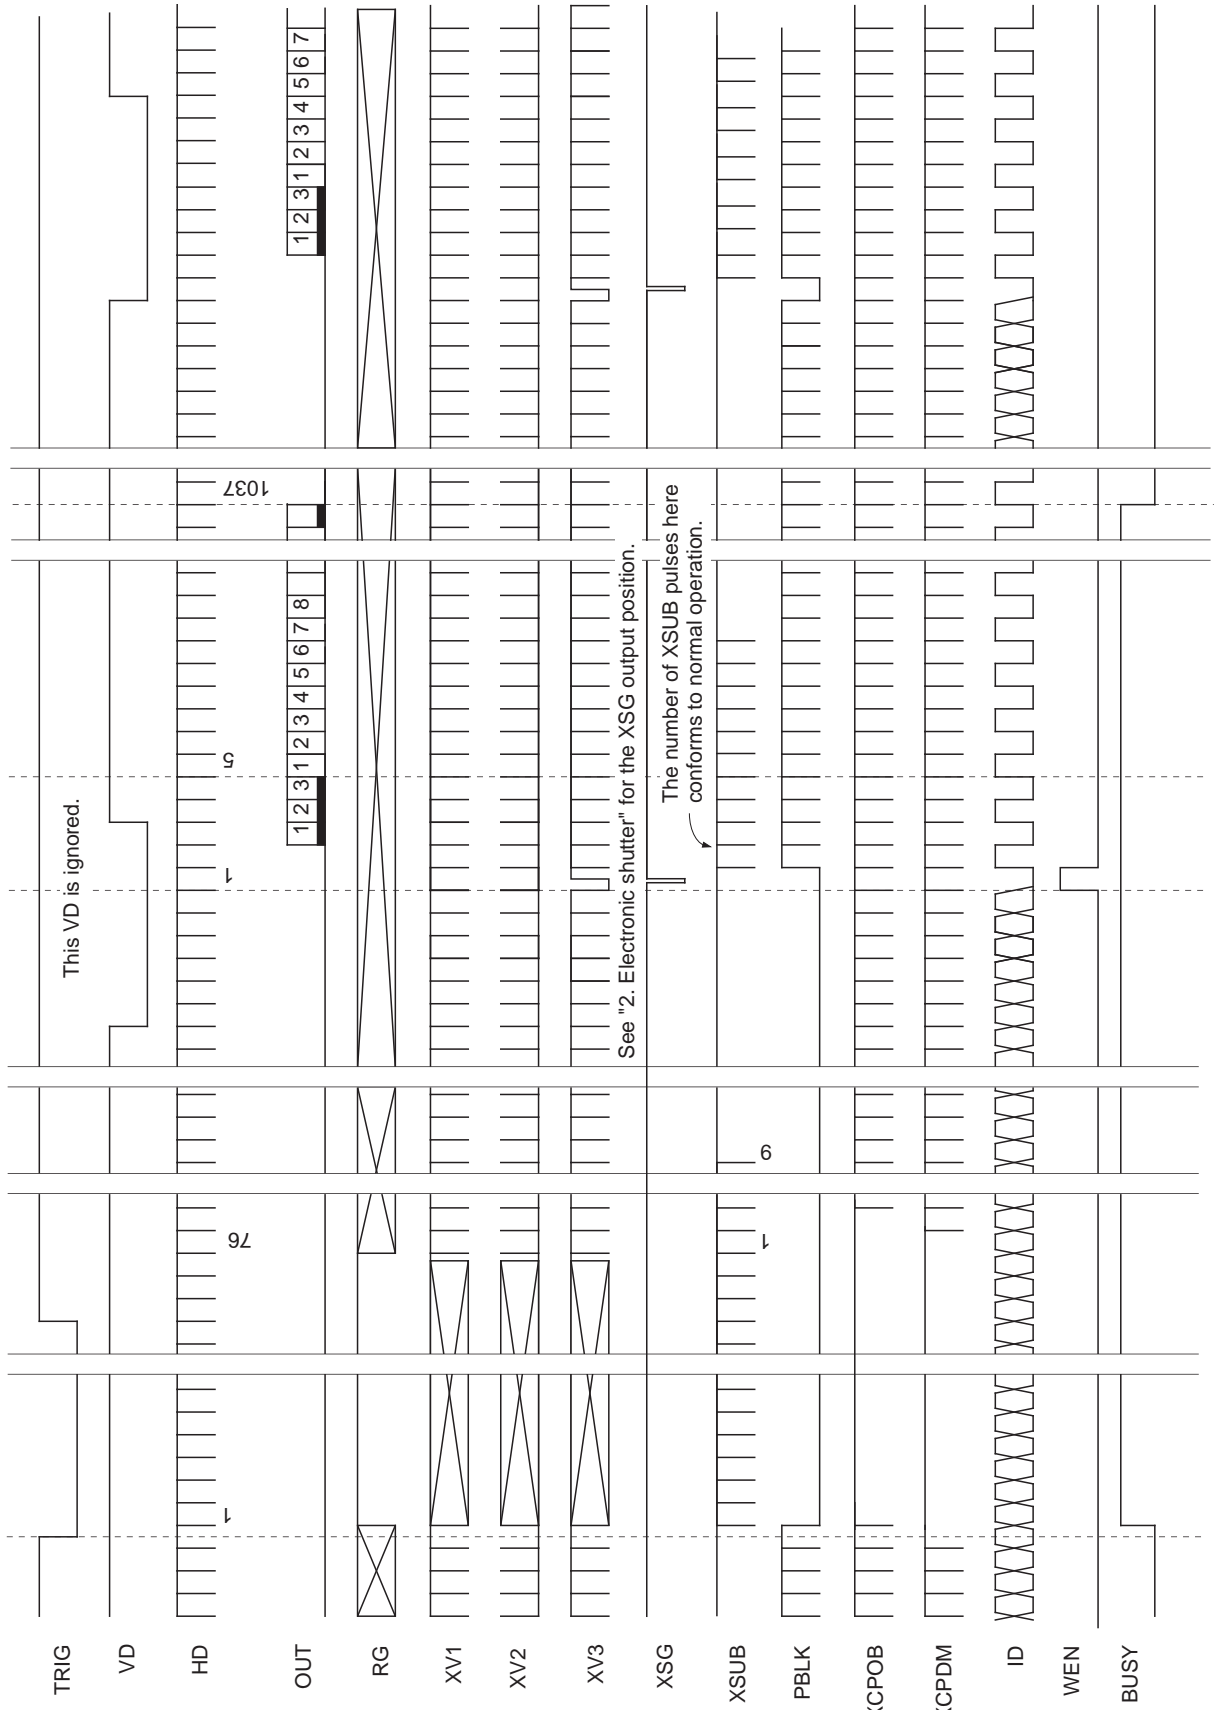 TRIG
This VD is ignored.
VD
HD
1
76
1
5
1037
OUT
1 2 3 1 2 3 4 5 6 7 8
1 2 3 1 2 3 4 5 6 7
RG
XV1
XV2
XV3
See "2. Electronic shutter" for the XSG output position.
XSG
The number of XSUB pulses here
conforms to normal operation.
XSUB
1
9
PBLK
XCPOB
XCPDM
ID
WEN
BUSY